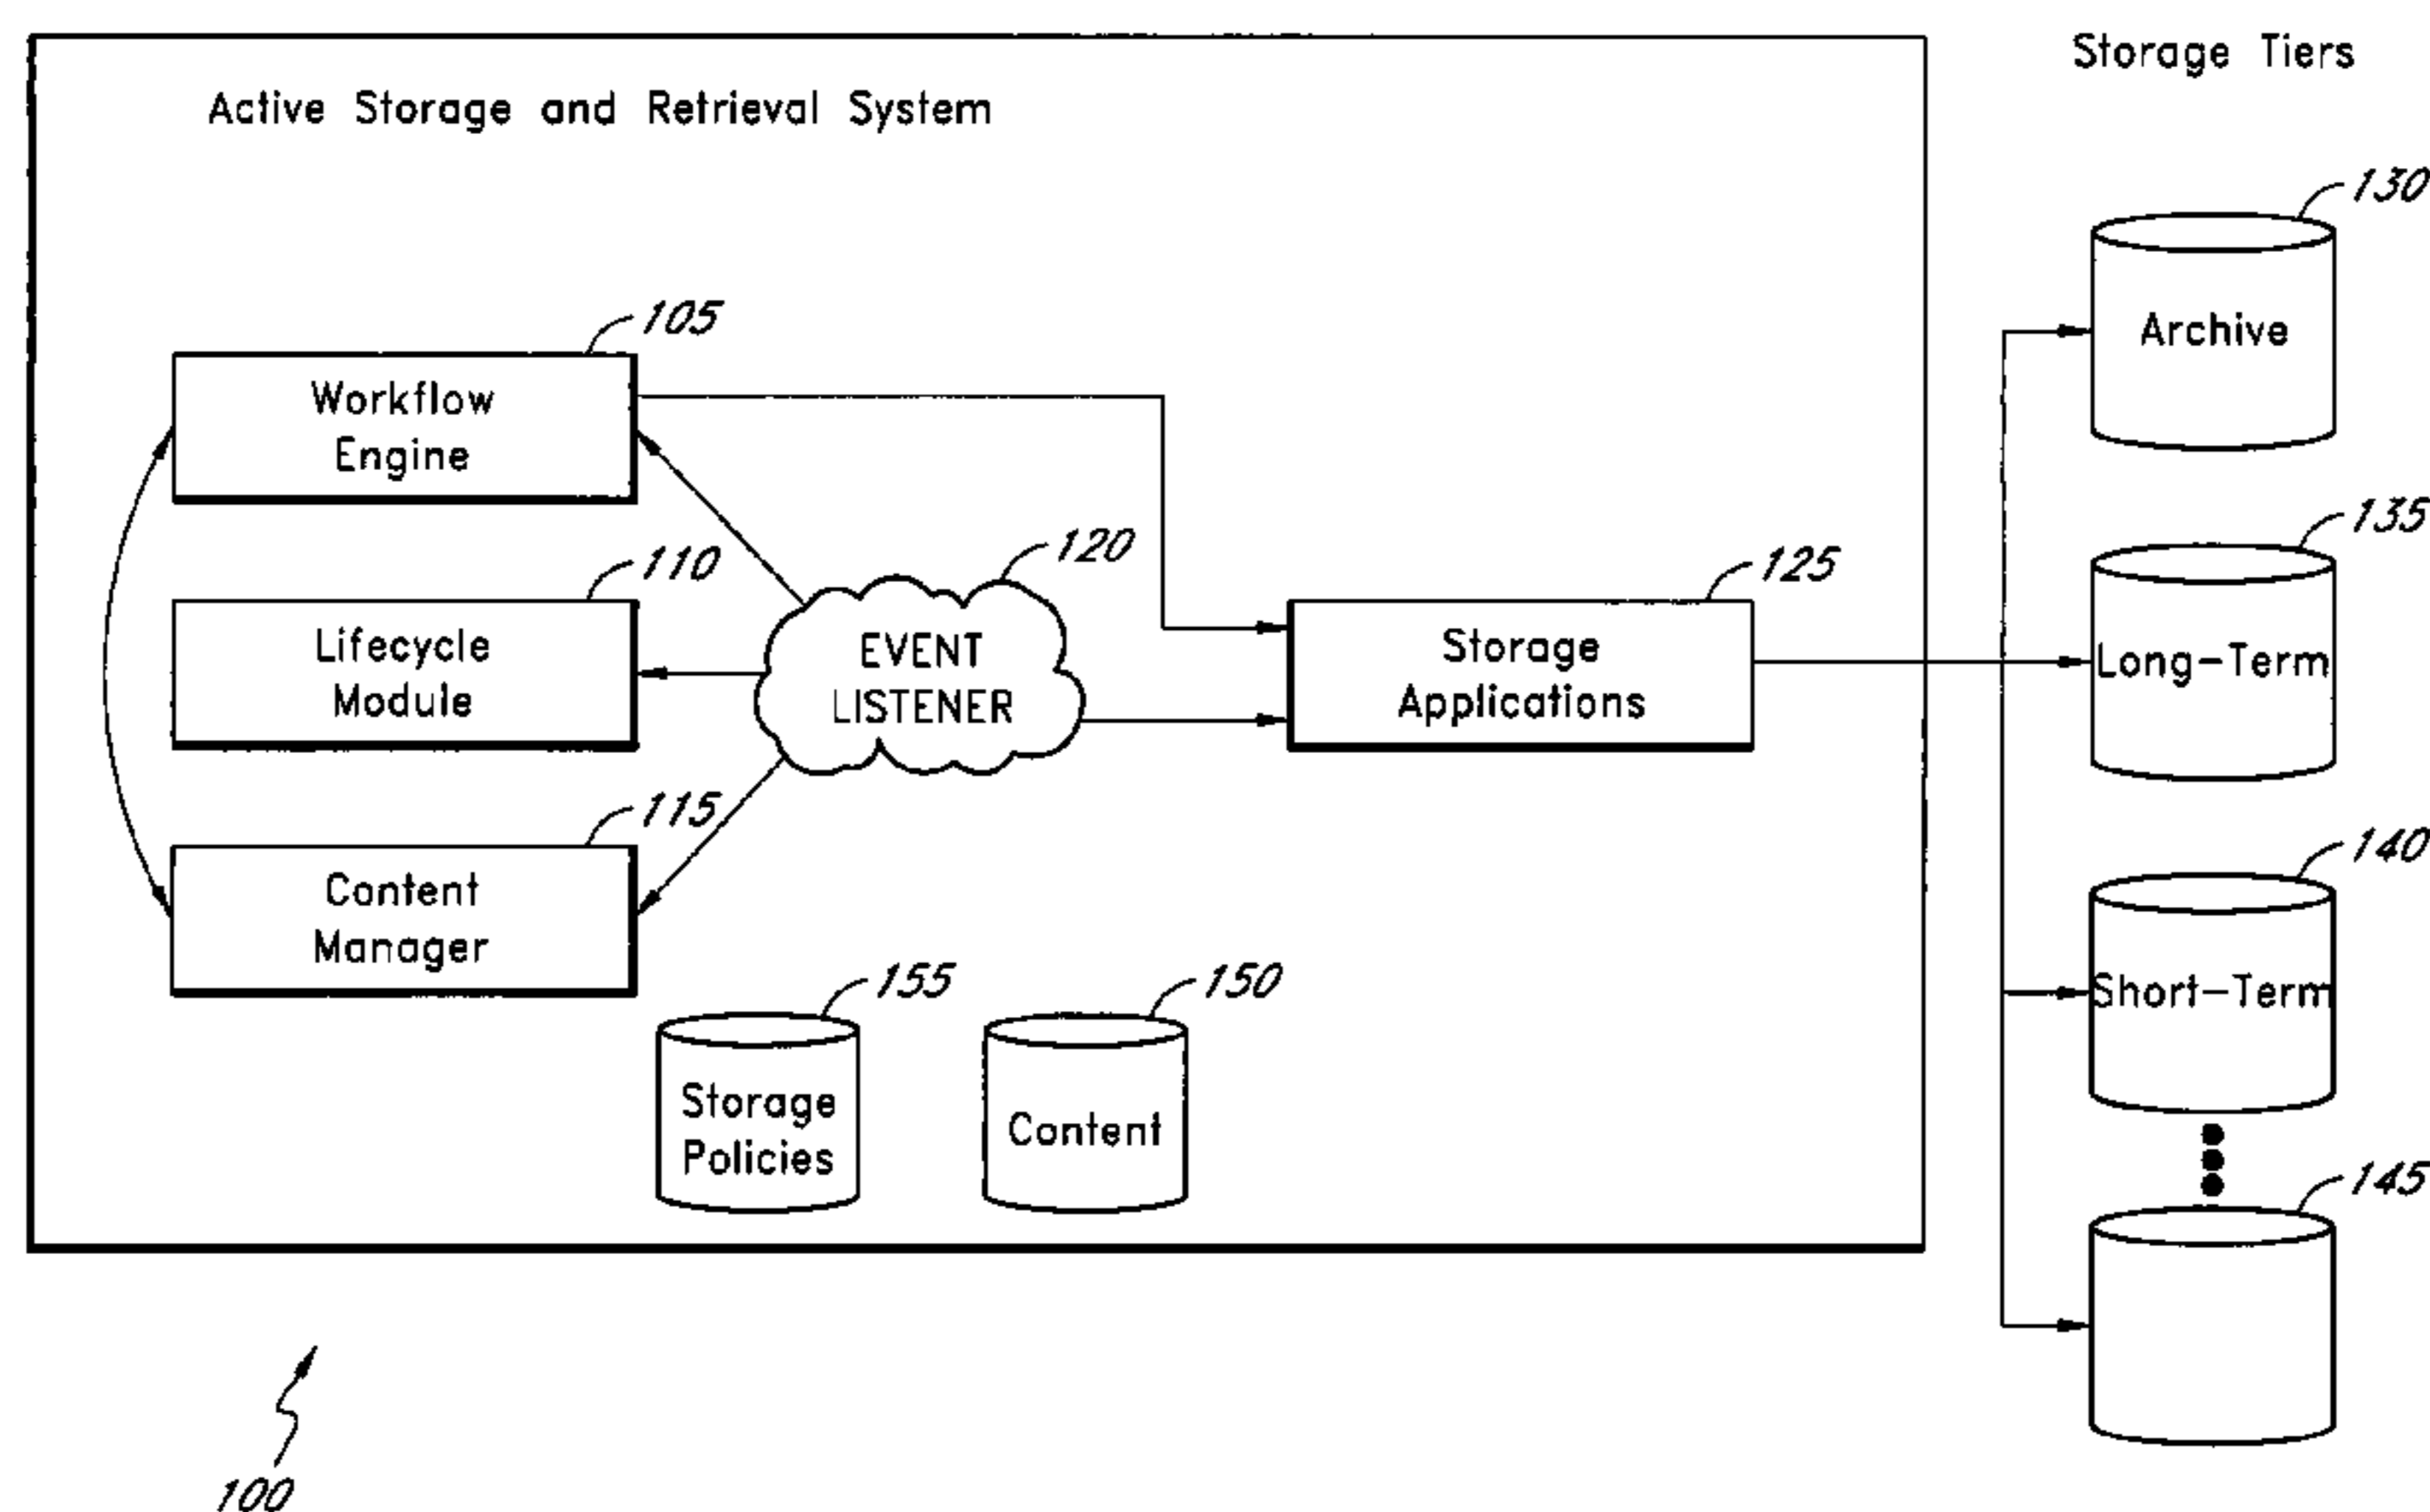 Storage Tiers
Active Storage and Retrieval System
130
Archive
105
Workflow
Engine
135
Long-Term
120
110
125
EVENT
LISTENER
Lifecycle
Module
Storage
Applications
115
140
Short-Term
Content
Manager
155
150
Storage
Policies
Content
145
100